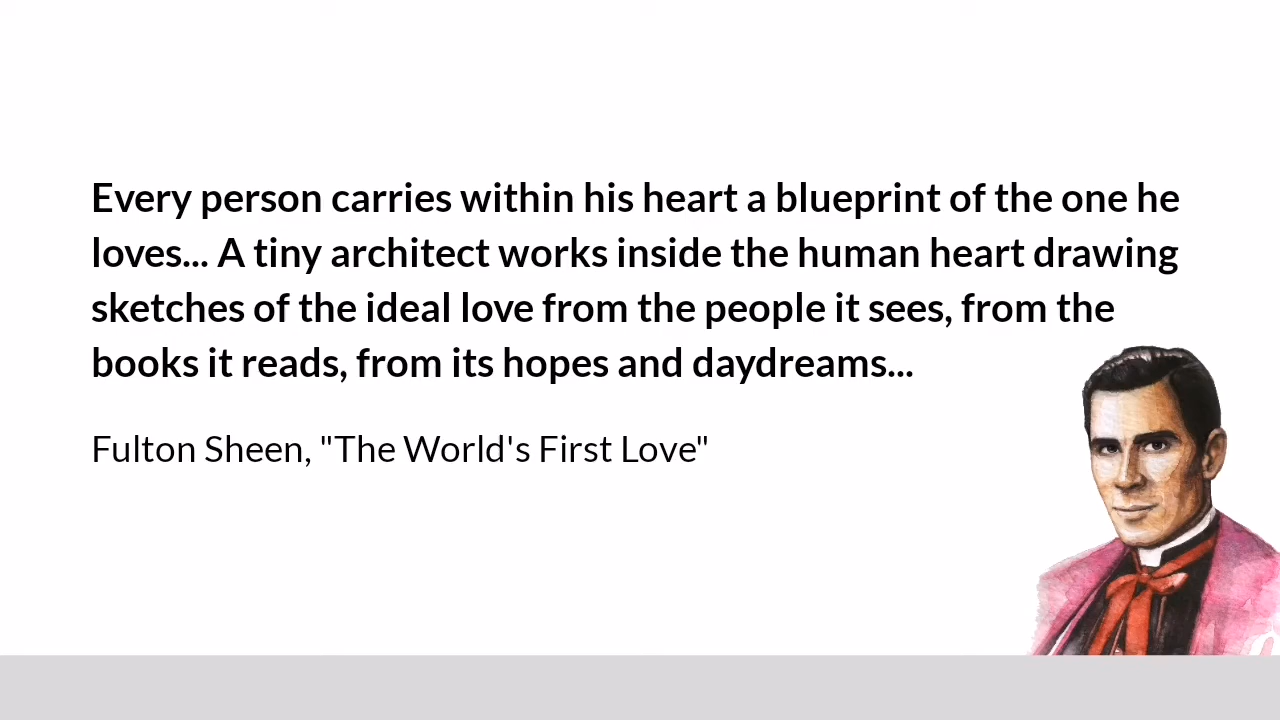 Every person carries within his heart a blueprint of the one he
loves... A tiny architect works inside the human heart drawing
sketches of the ideal love from the people it sees, from the
books it reads, from its hopes and daydreams...
Fulton Sheen, "The World's First Love"